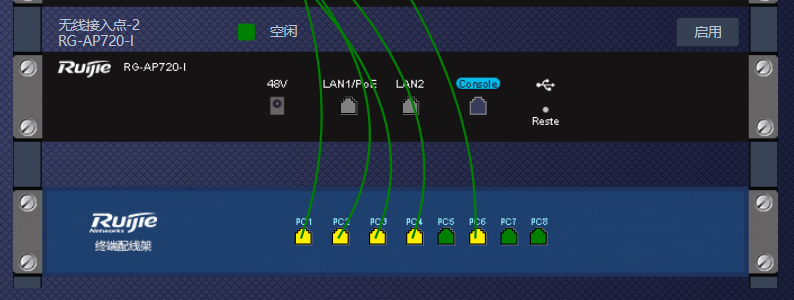 无线接入点-2
RG-AP720-I
空闲
启用
Ruijie RG-AP720-I
48V
LAN1/PoE
LAN2
Console
Reste
Ruijie
Networks
终端配线架
PC1 PC2 PC3 PC4 PC5 PC6 PC7 PC8